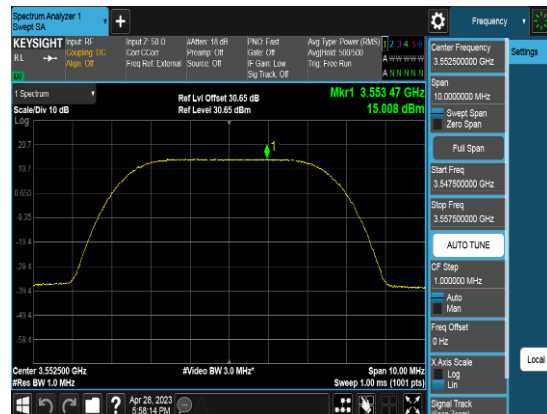 Spectrum Analyzer 1
Swept SA
+
Frequency
KEYSIGHT
Input: RF
Coupling: DC
Align: Off
Input Z: 50 Ω
Corr CCorr
Freq Ref: External
#Atten: 18 dB
Preamp: Off
Source: Off
PNO: Fast
Gate: Off
IF Gain: Low
Sig Track: Off
Avg Type: Power (RMS)
Avg|Hold: 500/500
Trig: Free Run
1 2 3 4 5 6
A W W W W W
A N N N N N
R L
LW
1 Spectrum
Ref Lvl Offset 30.65 dB
Mkr1 3.553 47 GHz
Scale/Div 10 dB
Ref Level 30.65 dBm
15.008 dBm
Log
1
20.7
10.7
0.650
-9.35
-19.4
-29.4
-39.4
-49.4
-59.4
Center 3.552500 GHz
#Video BW 3.0 MHz*
Span 10.00 MHz
#Res BW 1.0 MHz
Sweep 1.00 ms (1001 pts)
Apr 28, 2023
5:58:14 PM
Center Frequency
3.552500000 GHz
Span
10.0000000 MHz
Swept Span
Zero Span
Full Span
Start Freq
3.547500000 GHz
Stop Freq
3.557500000 GHz
AUTO TUNE
CF Step
1.000000 MHz
Auto
Man
Freq Offset
0 Hz
X Axis Scale
Log
Lin
Signal Track
(Span Zoom)
Settings
Local